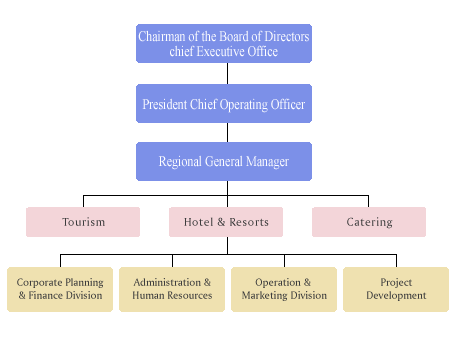 Chairman of the Board of Directors
chief Executive Office
President Chief Operating Officer
Regional General Manager
Tourism
Hotel & Resorts
Catering
Corporate Planning
& Finance Division
Administration &
Human Resources
Operation &
Marketing Division
Project
Development